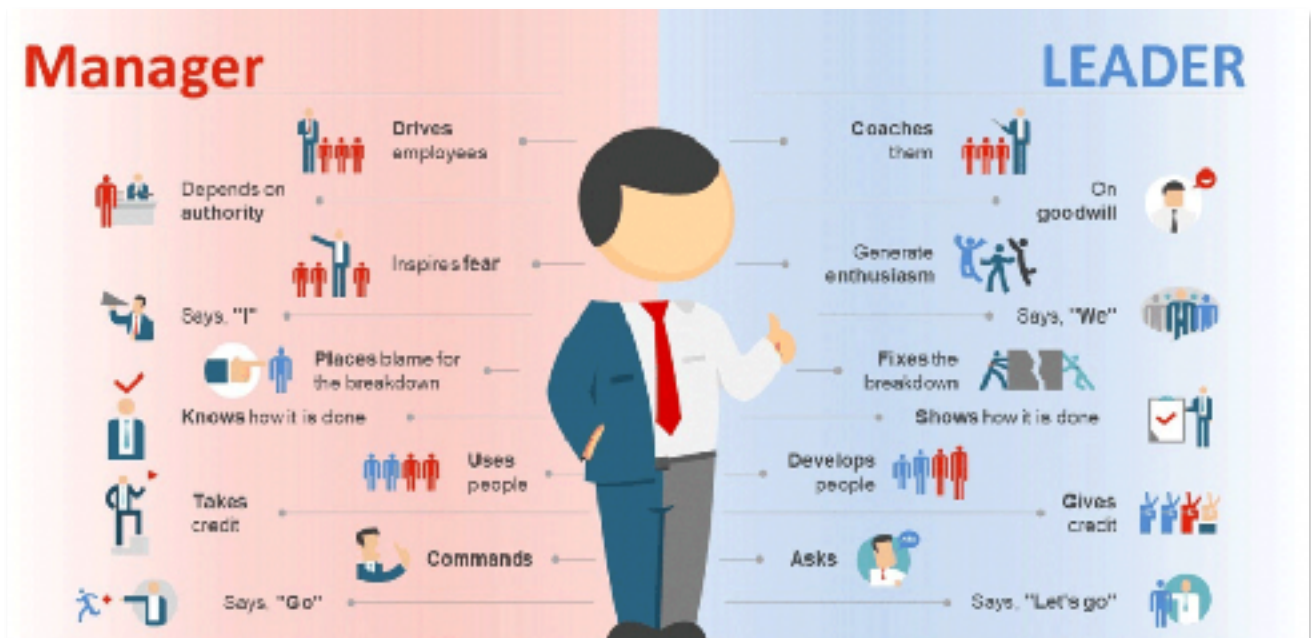 Manager
LEADER
Drives
employees
Coaches
them
Depends on
authority
On
goodwill
Inspires fear
Generate
enthusiasm
Says, "I"
Says, "We"
Places blame for
the breakdown
Fixes the
breakdown
Knows how it is done
Shows how it is done
Uses
people
Develops
people
Takes
credit
Gives
credit
Commands
Asks
Says, "Go"
Says, "Let's go"